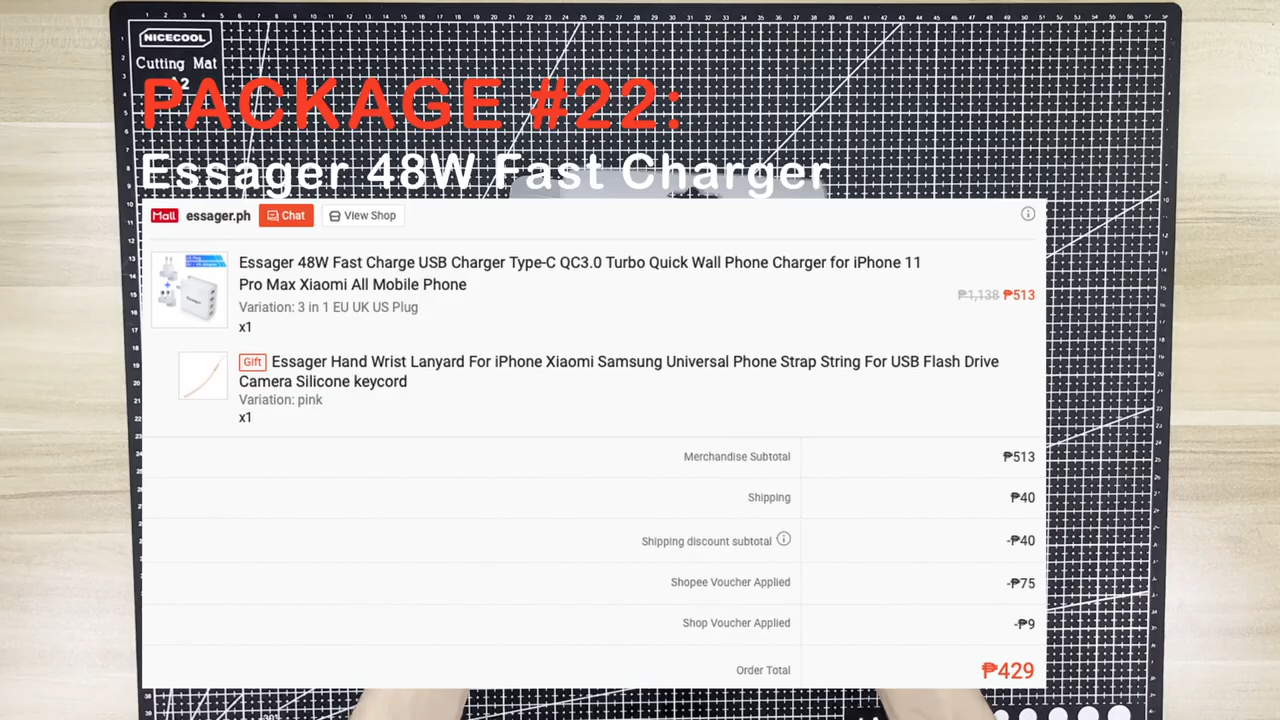 NICECOOL
Cutting Mat
A2
PACKAGE #22:
Essager 48W Fast Charger
Mall essager.ph Chat View Shop
Essager 48W Fast Charge USB Charger Type-C QC3.0 Turbo Quick Wall Phone Charger for iPhone 11
Pro Max Xiaomi All Mobile Phone
₱1,138 ₱513
Variation: 3 in 1 EU UK US Plug
x1
Gift Essager Hand Wrist Lanyard For iPhone Xiaomi Samsung Universal Phone Strap String For USB Flash Drive
Camera Silicone keycord
Variation: pink
x1
Merchandise Subtotal ₱513
Shipping ₱40
Shipping discount subtotal -₱40
Shopee Voucher Applied -₱75
Shop Voucher Applied -₱9
Order Total ₱429